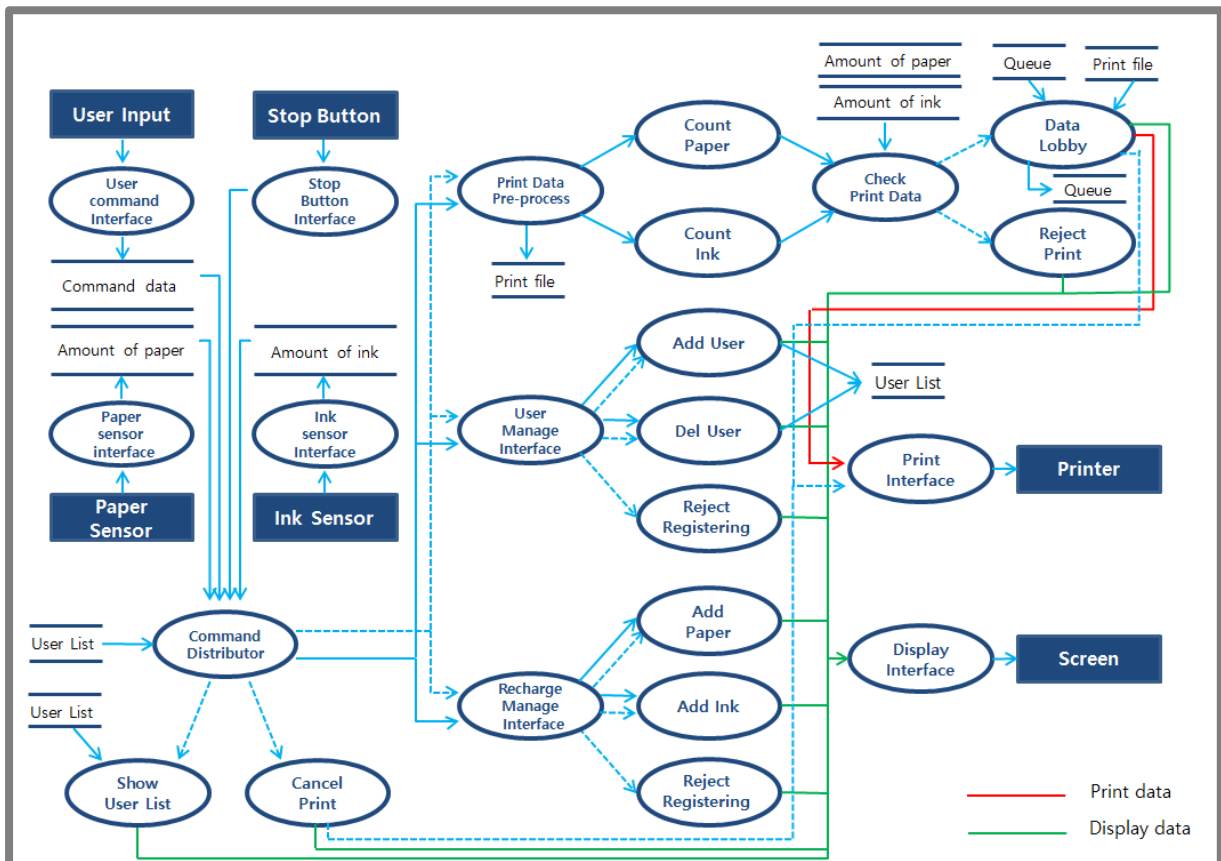 Amount of paper
Queue
Print file
Amount of ink
User Input
Stop Button
Count
Paper
Data
Lobby
User
command
Interface
Stop
Button
Interface
Print Data
Pre-process
Check
Print Data
Queue
Count
Ink
Reject
Print
Command data
Print file
Amount of paper
Amount of ink
Add User
User List
Paper
sensor
interface
Ink
sensor
Interface
User
Manage
Interface
Del User
Print
Interface
Printer
Paper
Sensor
Ink Sensor
Reject
Registering
User List
Command
Distributor
Add
Paper
Display
Interface
Screen
User List
Recharge
Manage
Interface
Add Ink
Show
User List
Cancel
Print
Reject
Registering
Print data
Display data